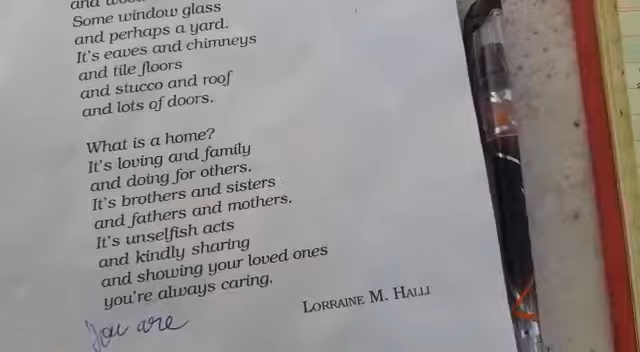 and
Some window glass
and perhaps a yard.
It's eaves and chimneys
and tile floors
and stucco and roof
and lots of doors.
What is a home?
It's loving and family
and doing for others.
It's brothers and sisters
and fathers and mothers.
It's unselfish acts
and kindly sharing
and showing your loved ones
you're always caring.
LORRAINE M. HALLI
You are